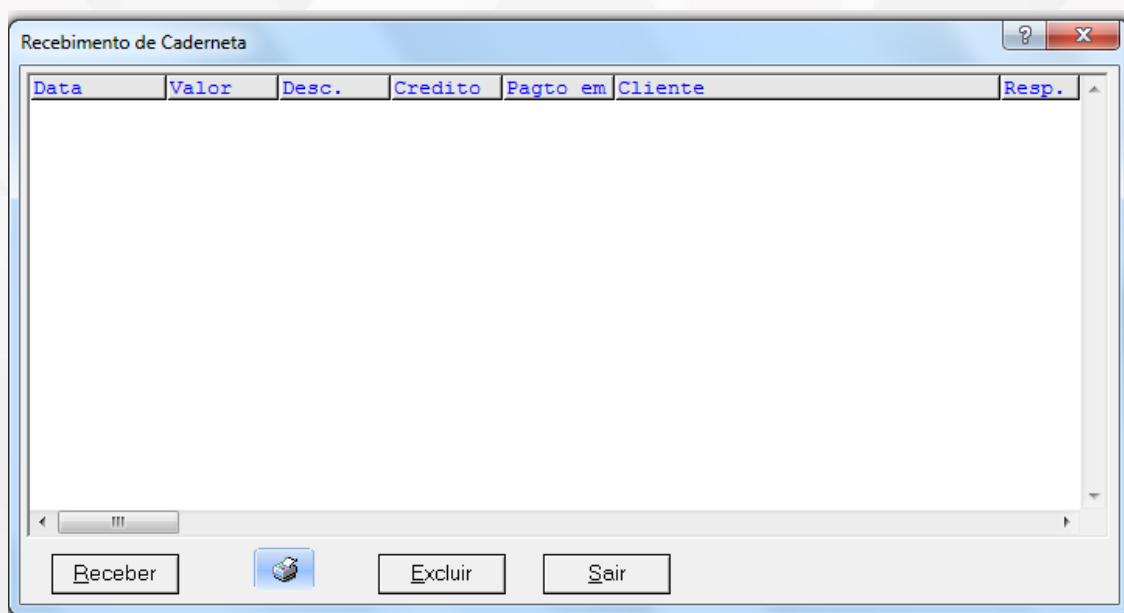 Recebimento de Caderneta
Data Valor Desc. Credito Pagto em Cliente Resp.
Receber Excluir Sair